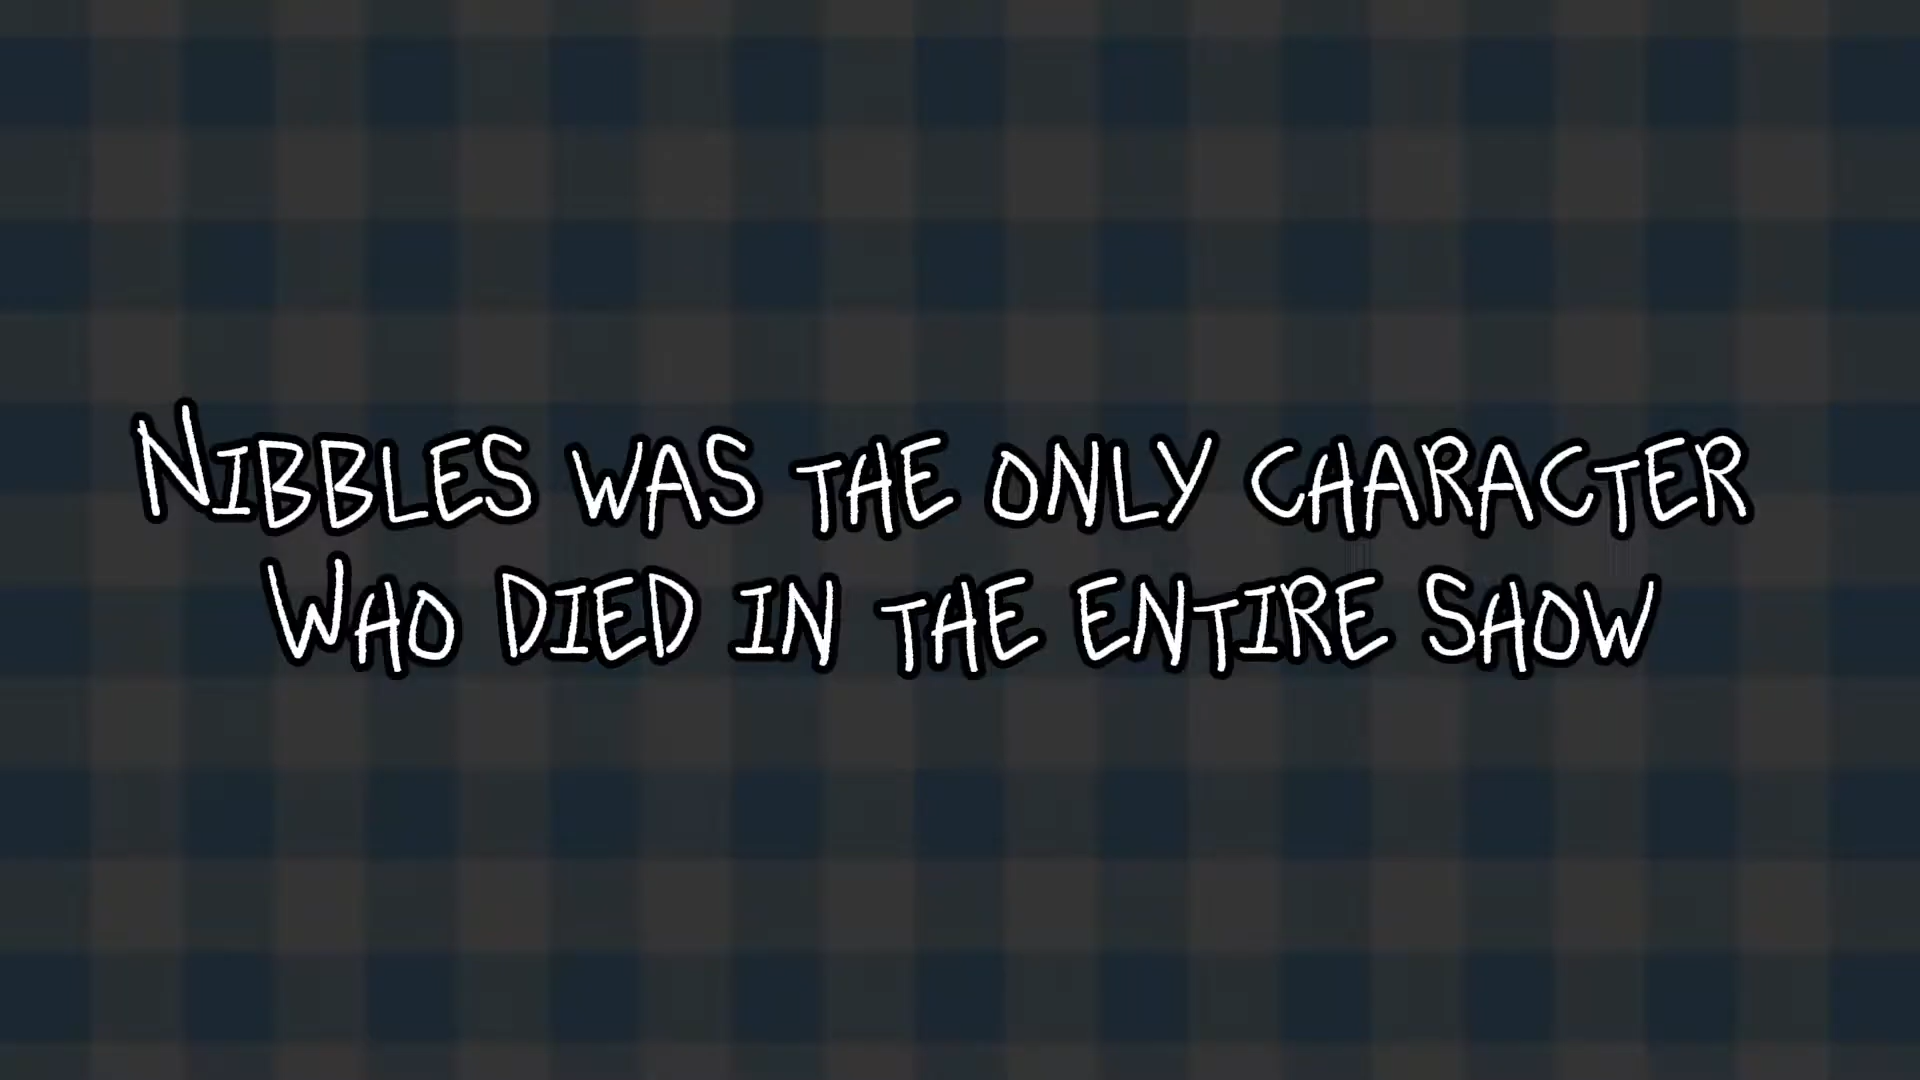 Nibbles was the only character
Who died in the entire show